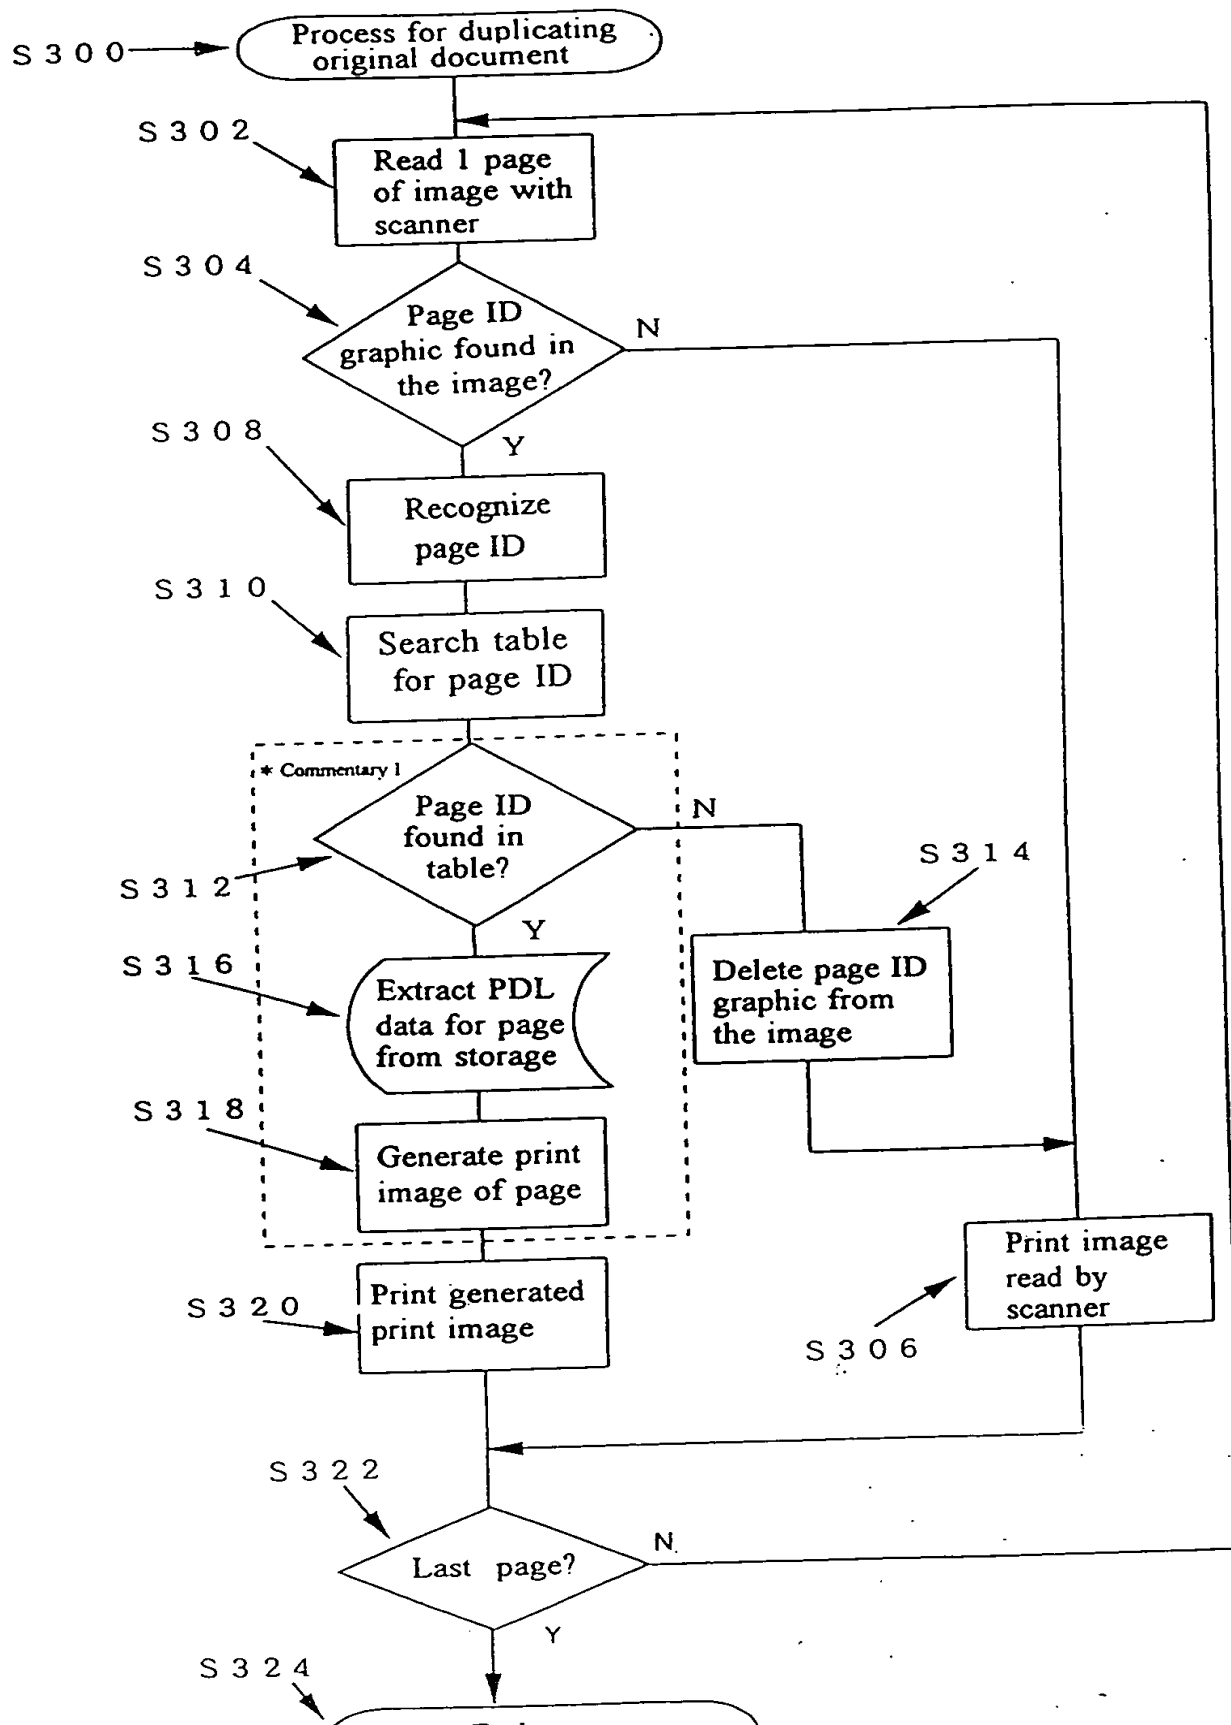 S300
Process for duplicating
original document
S302
Read 1 page
of image with
scanner
S304
Page ID
graphic found in
the image?
N
Y
S308
Recognize
page ID
S310
Search table
for page ID
* Commentary 1
Page ID
found in
table?
N
S312
Y
S314
Delete page ID
graphic from
the image
S316
Extract PDL
data for page
from storage
S318
Generate print
image of page
Print image
read by
scanner
S306
S320
Print generated
print image
S322
Last page?
N
Y
S324